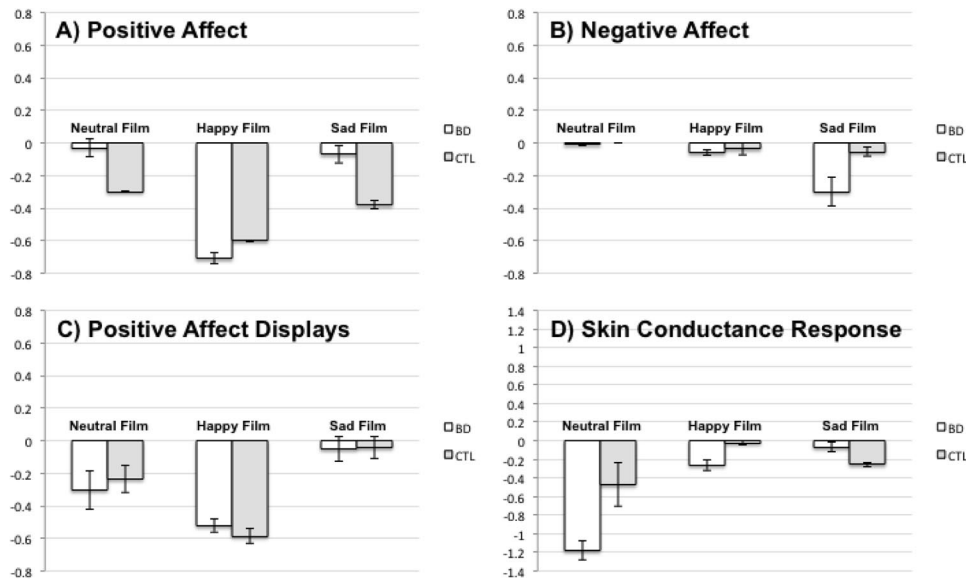 A) Positive Affect
0.8
0.6
0.4
0.2
0
-0.2
-0.4
-0.6
-0.8
Neutral Film Happy Film Sad Film
BD
CTL
B) Negative Affect
0.8
0.6
0.4
0.2
0
-0.2
-0.4
-0.6
-0.8
Neutral Film Happy Film Sad Film
BD
CTL
C) Positive Affect Displays
0.8
0.6
0.4
0.2
0
-0.2
-0.4
-0.6
-0.8
Neutral Film Happy Film Sad Film
BD
CTL
D) Skin Conductance Response
1.4
1.2
1
0.8
0.6
0.4
0.2
0
-0.2
-0.4
-0.6
-0.8
-1
-1.2
-1.4
Neutral Film Happy Film Sad Film
BD
CTL